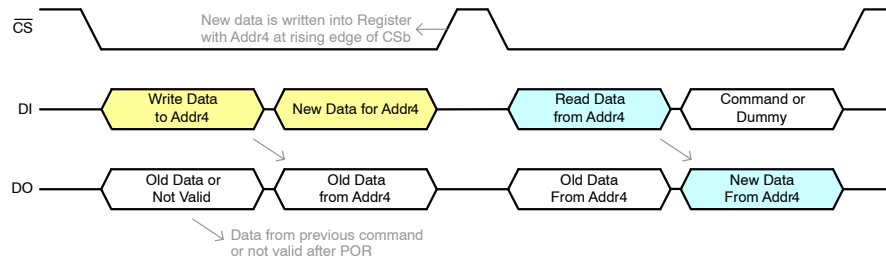 CS
New data is written into Register
with Addr4 at rising edge of CSb
DI
Write Data
to Addr4
New Data for Addr4
Read Data
from Addr4
Command or
Dummy
DO
Old Data or
Not Valid
Old Data
from Addr4
Old Data
From Addr4
New Data
From Addr4
Data from previous command
or not valid after POR